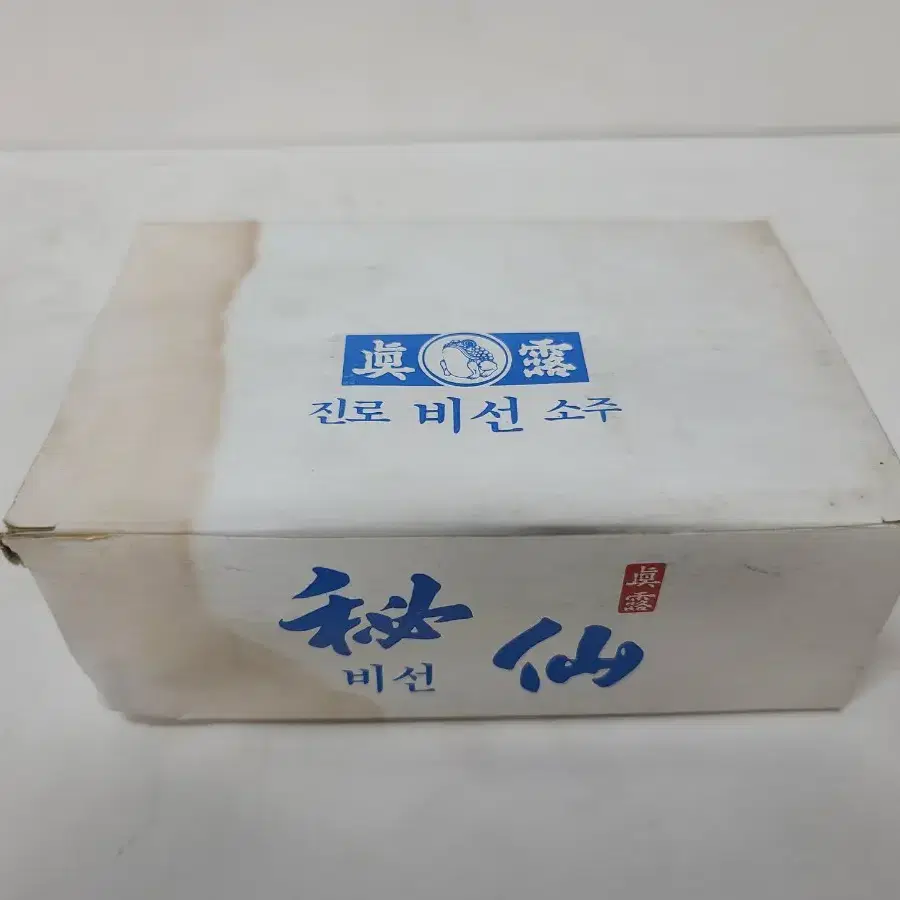 眞露
진로 비선 소주
秘仙
비선
眞露